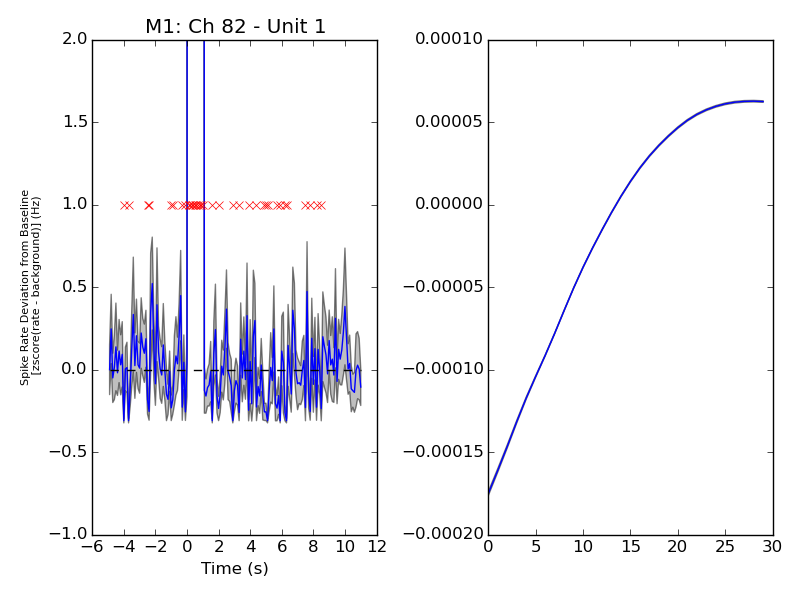 M1: Ch 82 - Unit 1
2.0
1.5
1.0
0.5
0.0
−0.5
−1.0
−6 −4 −2 0 2 4 6 8 10 12
Time (s)
Spike Rate Deviation from Baseline
[zscore(rate - background)] (Hz)
0.00010
0.00005
0.00000
−0.00005
−0.00010
−0.00015
−0.00020
0 5 10 15 20 25 30